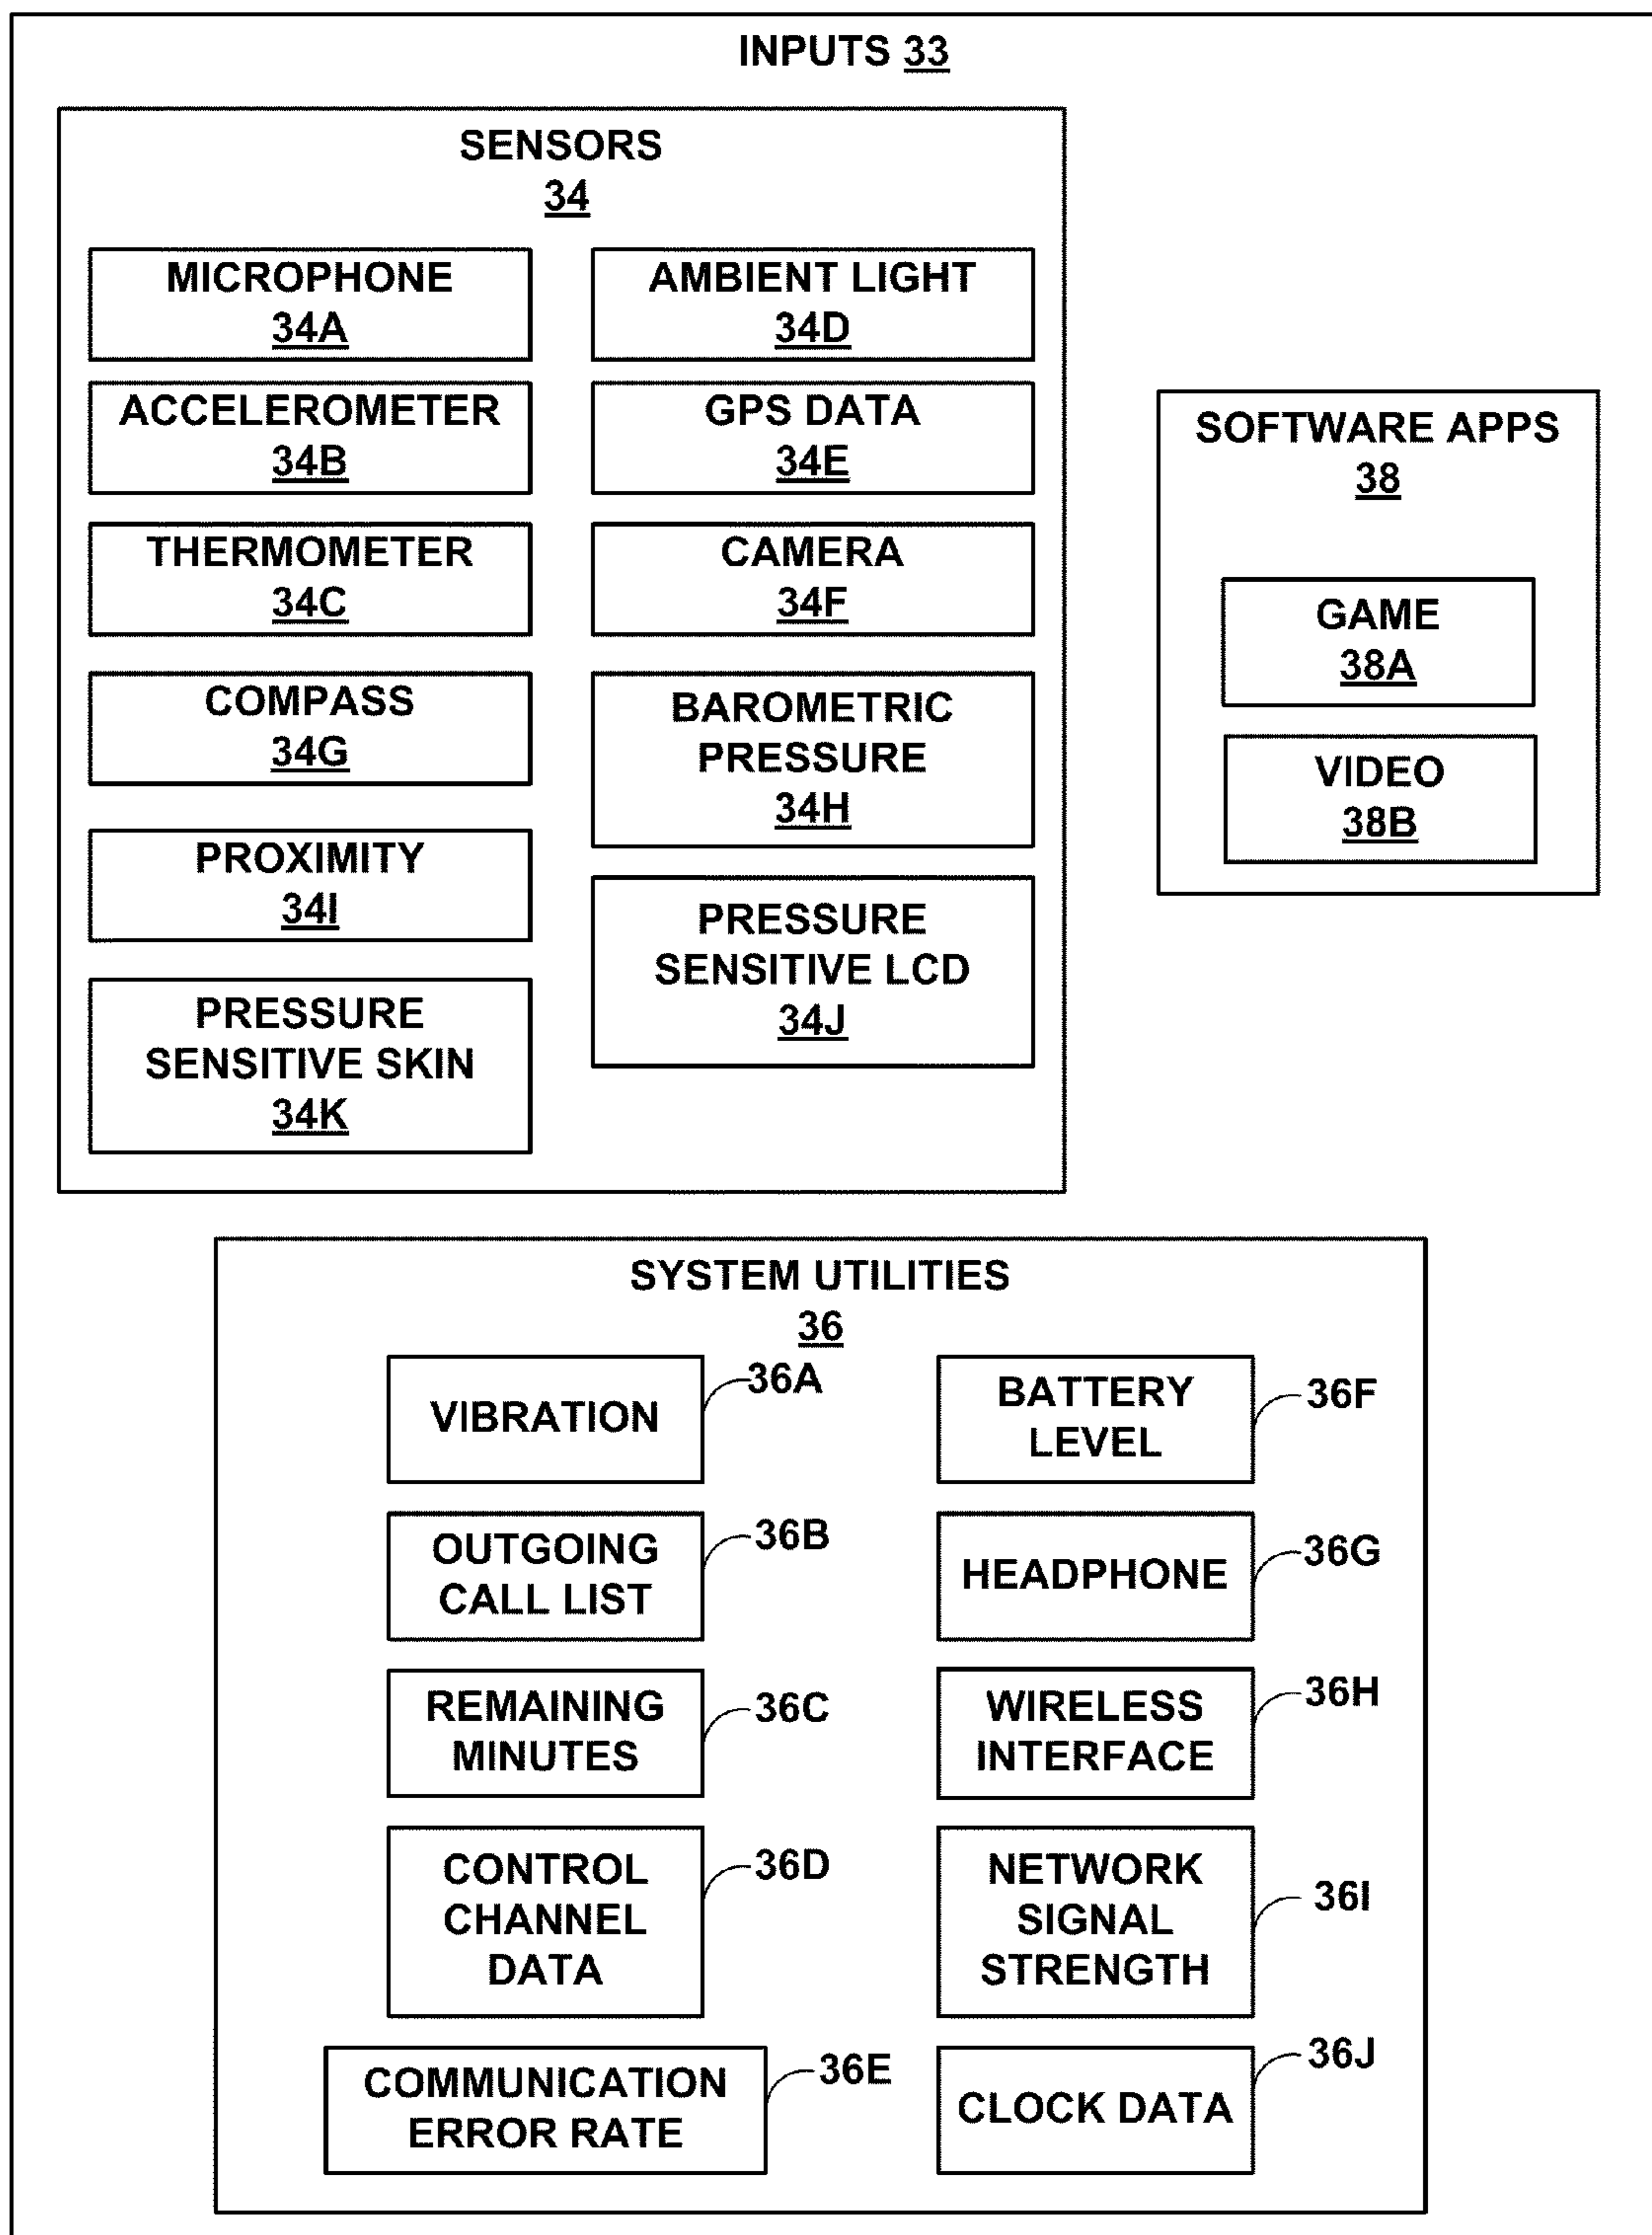 INPUTS 33
SENSORS
34
MICROPHONE
34A
AMBIENT LIGHT
34D
ACCELEROMETER
34B
GPS DATA
34E
THERMOMETER
34C
CAMERA
34F
COMPASS
34G
BAROMETRIC
PRESSURE
34H
PROXIMITY
34I
PRESSURE
SENSITIVE LCD
34J
PRESSURE
SENSITIVE SKIN
34K
SOFTWARE APPS
38
GAME
38A
VIDEO
38B
SYSTEM UTILITIES
36
VIBRATION
36A
BATTERY
LEVEL
36F
OUTGOING
CALL LIST
36B
HEADPHONE
36G
REMAINING
MINUTES
36C
WIRELESS
INTERFACE
36H
CONTROL
CHANNEL
DATA
36D
NETWORK
SIGNAL
STRENGTH
36I
COMMUNICATION
ERROR RATE
36E
CLOCK DATA
36J